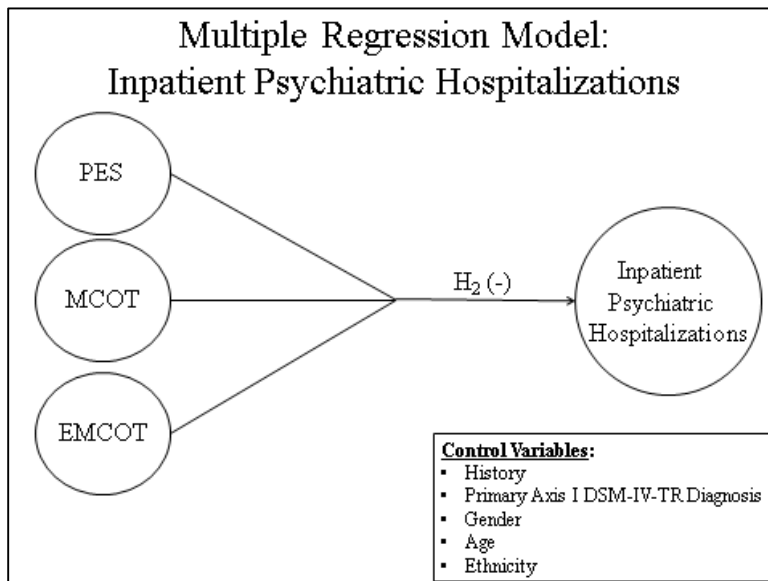 Multiple Regression Model:
Inpatient Psychiatric Hospitalizations
PES
MCOT
EMCOT
H₂ (-)
Inpatient
Psychiatric
Hospitalizations
Control Variables:
▪ History
▪ Primary Axis I DSM-IV-TR Diagnosis
▪ Gender
▪ Age
▪ Ethnicity